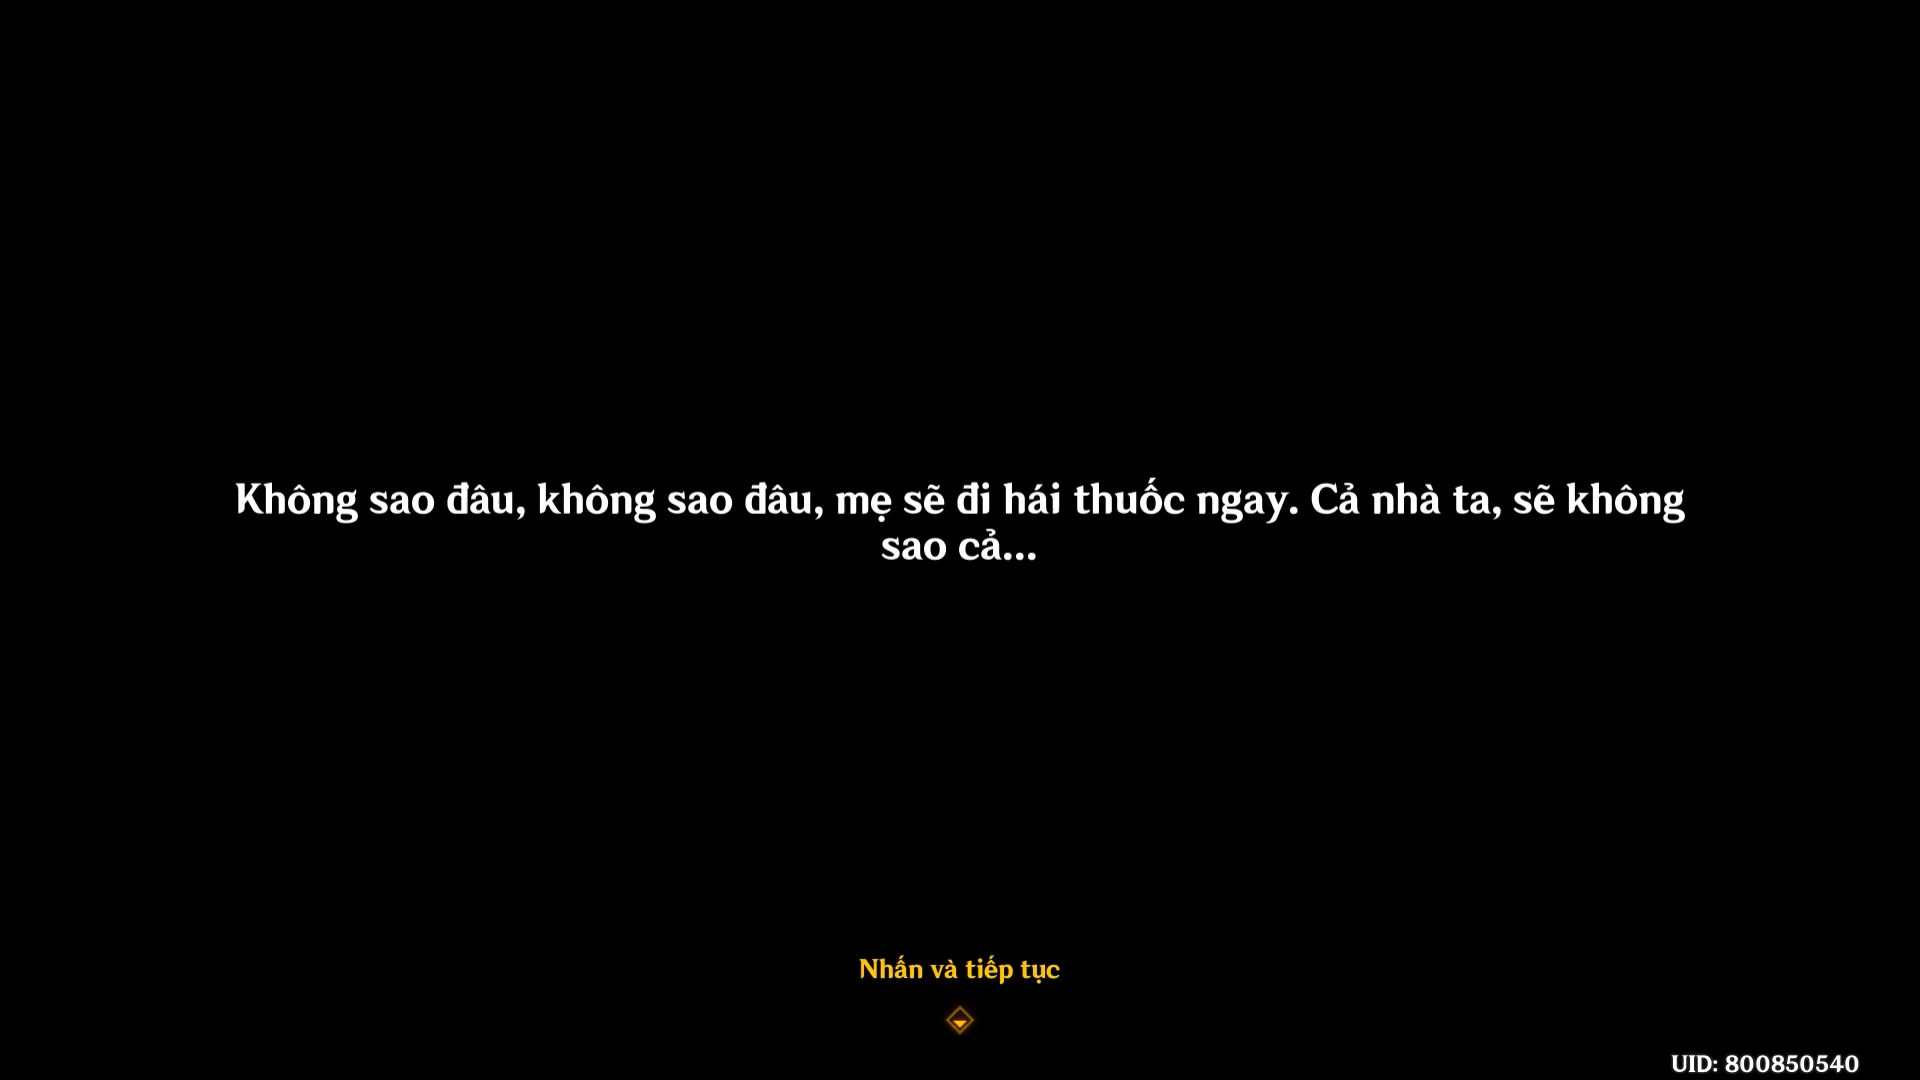 Không sao đâu, không sao đâu, mẹ sẽ đi hái thuốc ngay. Cả nhà ta, sẽ không
sao cả...
Nhấn và tiếp tục
UID: 800850540